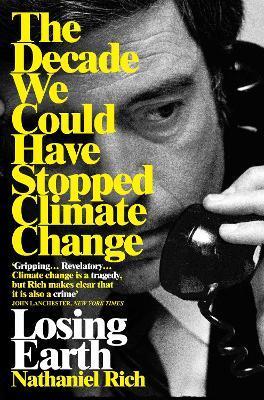 The
Decade
We
Could
Have
Stopped
Climate
Change
‘Gripping... Revelatory...
Climate change is a tragedy,
but Rich makes clear that
it is also a crime’
JOHN LANCHESTER, NEW YORK TIMES
Losing
Earth
Nathaniel Rich